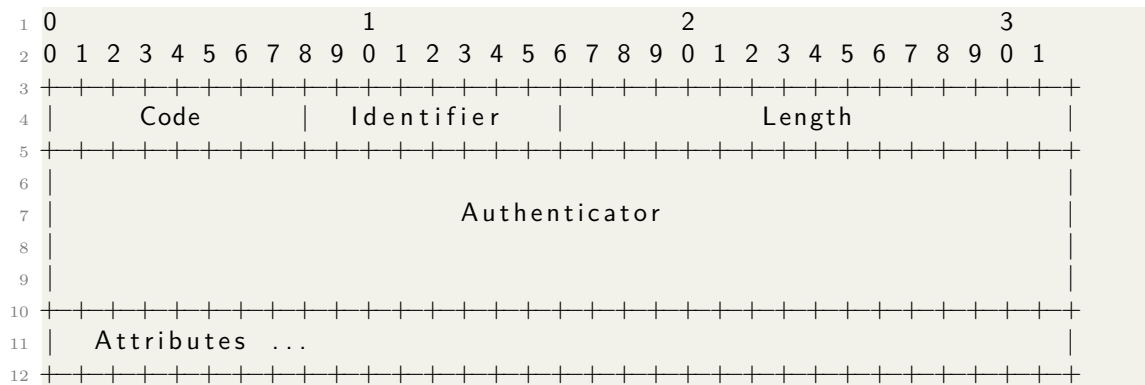 1 0 1 2 3
2 0 1 2 3 4 5 6 7 8 9 0 1 2 3 4 5 6 7 8 9 0 1 2 3 4 5 6 7 8 9 0 1
3 +-+-+-+-+-+-+-+-+-+-+-+-+-+-+-+-+-+-+-+-+-+-+-+-+-+-+-+-+-+-+-+-+
4 | Code | Identifier | Length |
5 +-+-+-+-+-+-+-+-+-+-+-+-+-+-+-+-+-+-+-+-+-+-+-+-+-+-+-+-+-+-+-+-+
6 | |
7 | Authenticator |
8 | |
9 | |
10 +-+-+-+-+-+-+-+-+-+-+-+-+-+-+-+-+-+-+-+-+-+-+-+-+-+-+-+-+-+-+-+-+
11 | Attributes ... |
12 +-+-+-+-+-+-+-+-+-+-+-+-+-+-+-+-+-+-+-+-+-+-+-+-+-+-+-+-+-+-+-+-+